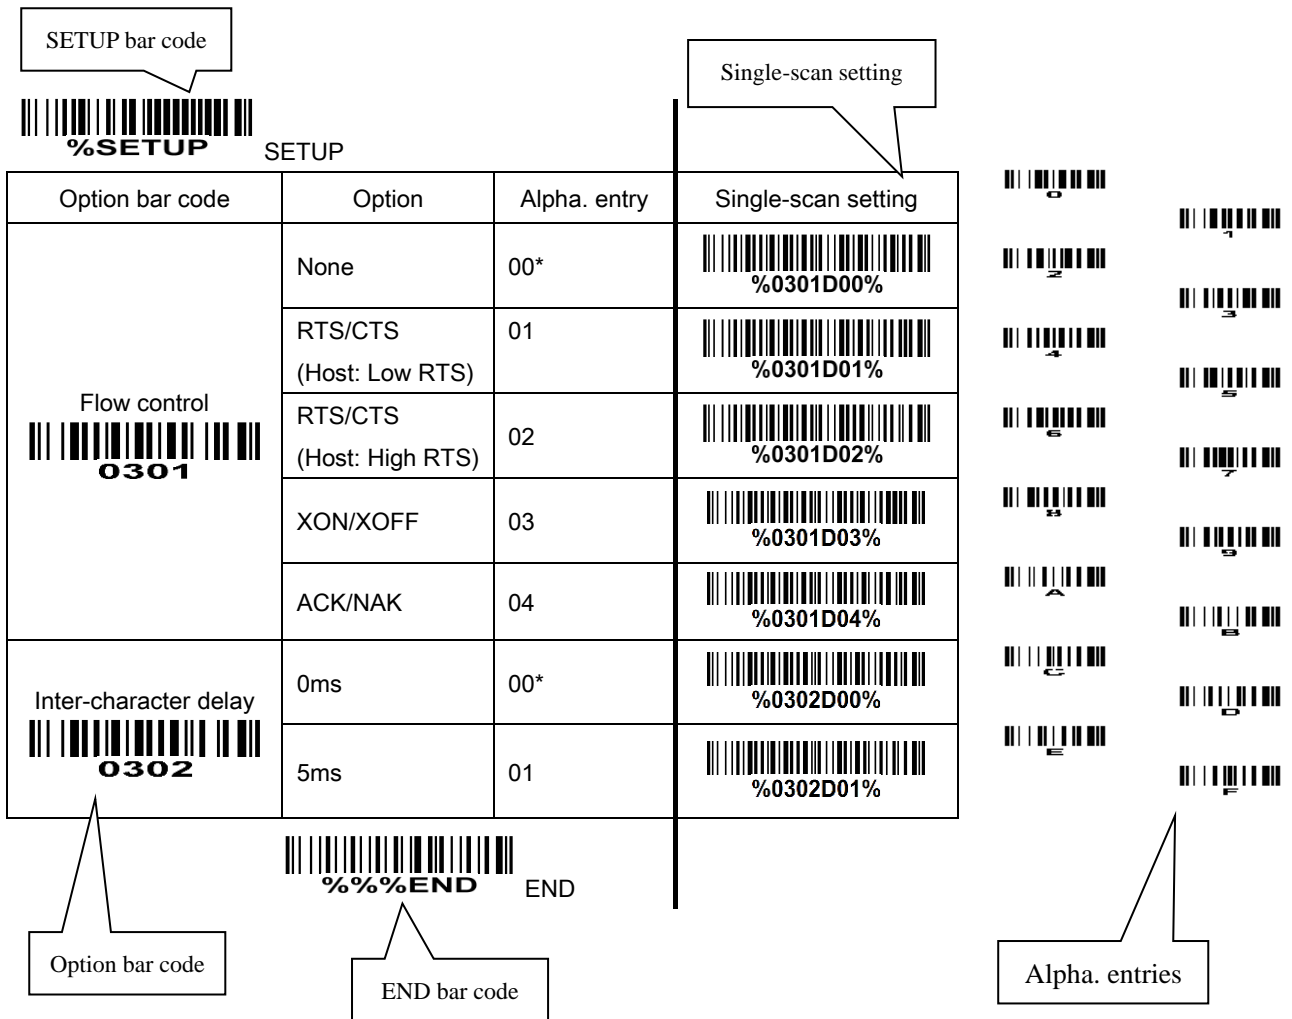 SETUP bar code
Single-scan setting
%SETUP
SETUP
Option bar code Option Alpha. entry Single-scan setting
None 00*
%0301D00%
RTS/CTS 01
(Host: Low RTS)
%0301D01%
Flow control
0301
RTS/CTS
(Host: High RTS)
02
%0301D02%
XON/XOFF 03
%0301D03%
ACK/NAK 04
%0301D04%
Inter-character delay
0302
0ms 00*
%0302D00%
5ms 01
%0302D01%
%%%END
END
0
1
2
3
4
5
6
7
8
9
A
B
C
D
E
F
Option bar code
END bar code
Alpha. entries